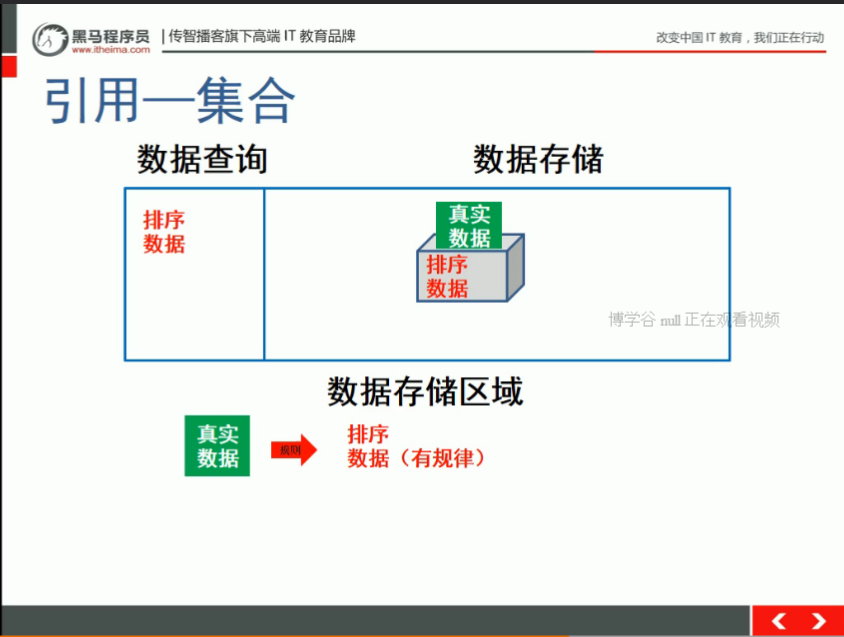 黑马程序员
www.itheima.com
传智播客旗下高端 IT 教育品牌
改变中国 IT 教育，我们正在行动
引用—集合
数据查询
数据存储
排序
数据
真实
数据
排序
数据
博学谷 null 正在观看视频
数据存储区域
真实
数据
规则
排序
数据（有规律）